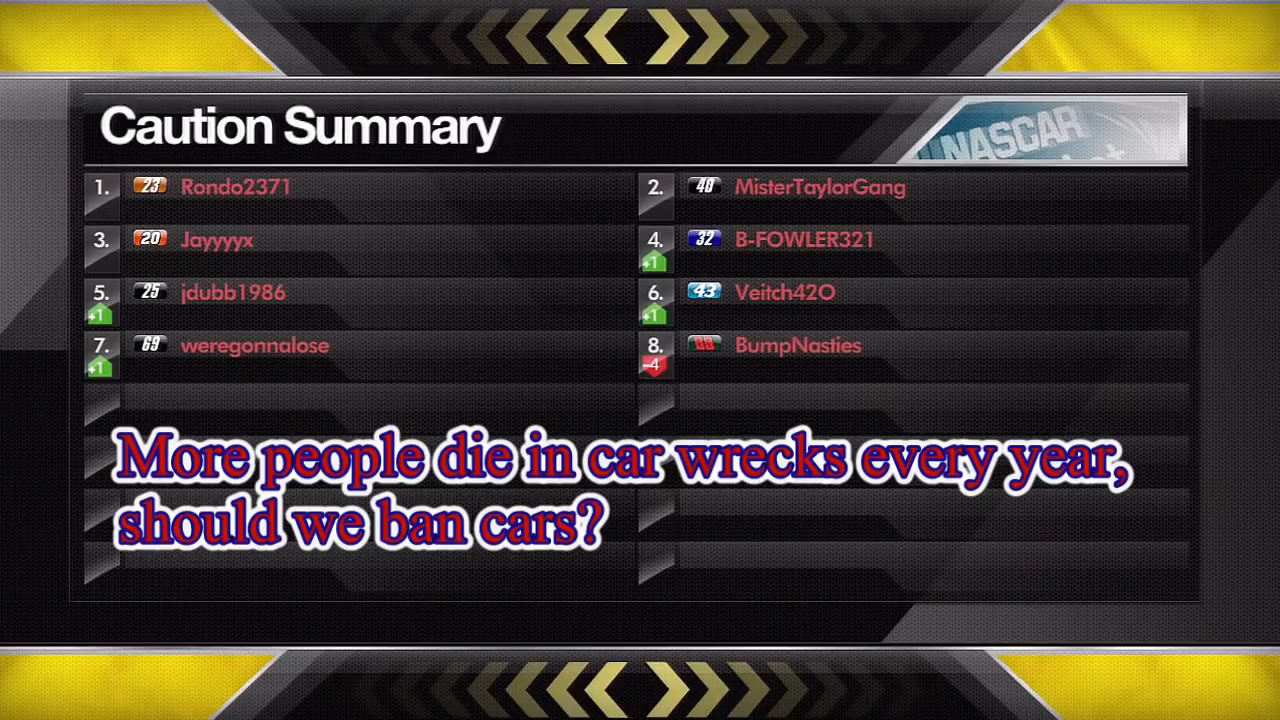 Caution Summary
NASCAR
1. 23 Rondo2371
2. 40 MisterTaylorGang
3. 20 Jayyyyx
4. +1 32 B-FOWLER321
5. +1 25 jdubb1986
6. +1 43 Veitch42O
7. +1 69 weregonnalose
8. -4 88 BumpNasties
More people die in car wrecks every year,
should we ban cars?